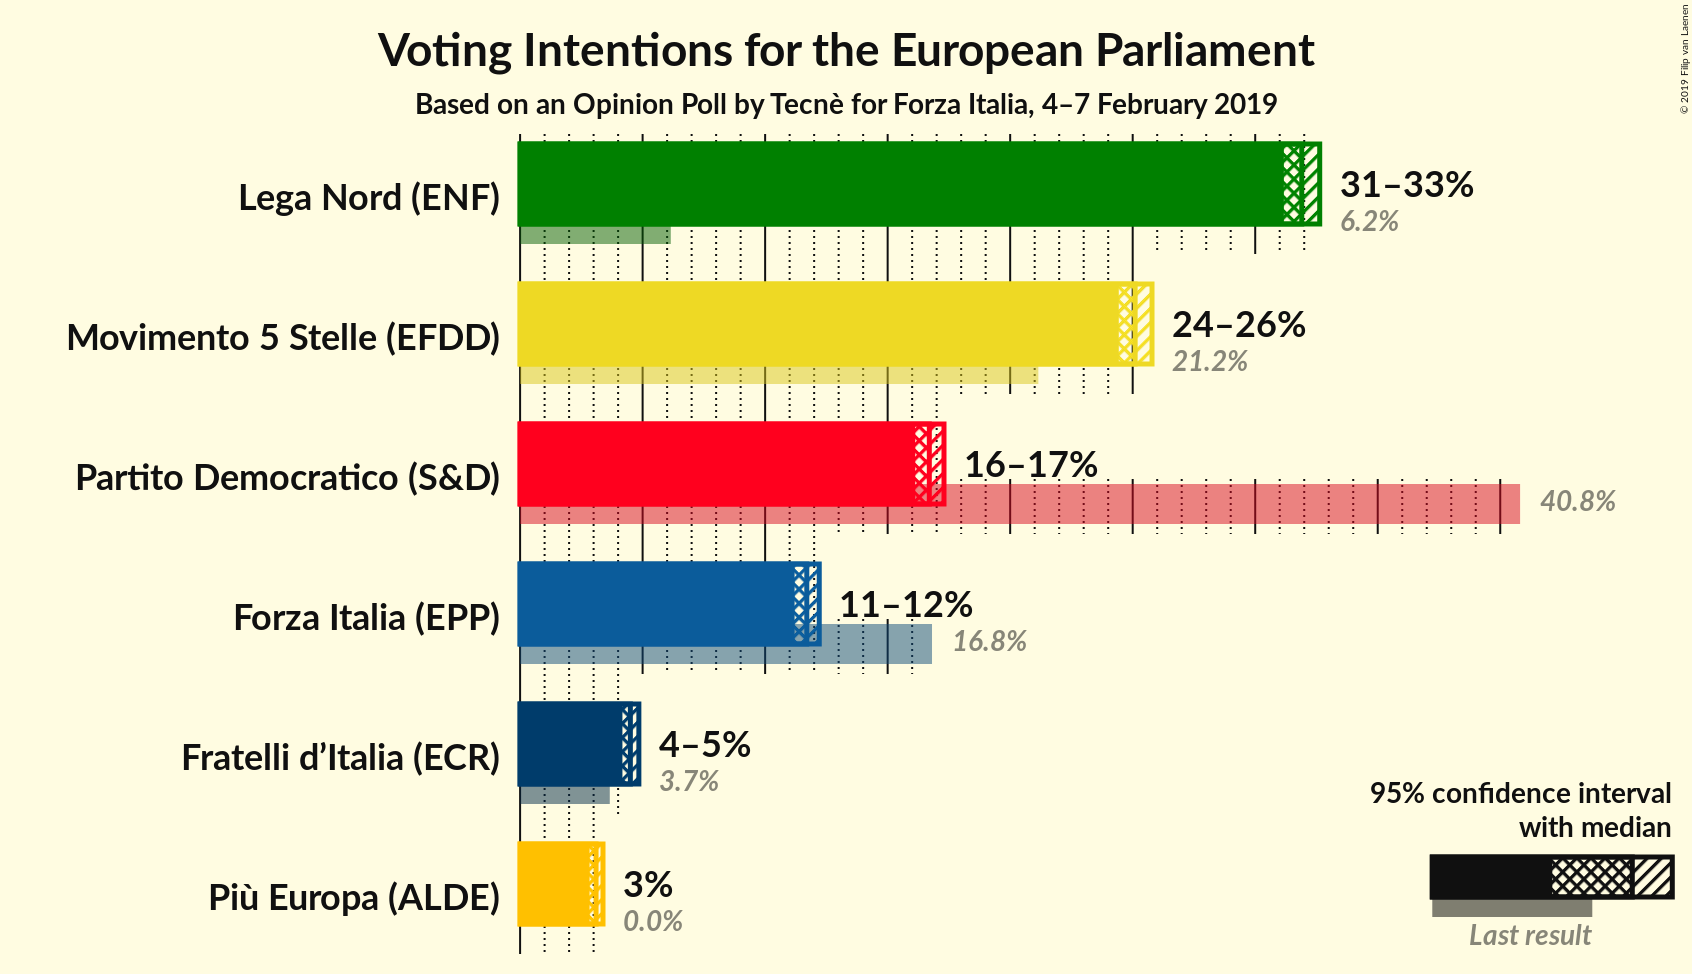 Voting Intentions for the European Parliament
Based on an Opinion Poll by Tecnè for Forza Italia, 4–7 February 2019
© 2019 Filip van Laenen
Lega Nord (ENF)
31–33%
6.2%
Movimento 5 Stelle (EFDD)
24–26%
21.2%
Partito Democratico (S&D)
16–17%
40.8%
Forza Italia (EPP)
11–12%
16.8%
Fratelli d’Italia (ECR)
4–5%
3.7%
Più Europa (ALDE)
3%
0.0%
95% confidence interval
with median
Last result